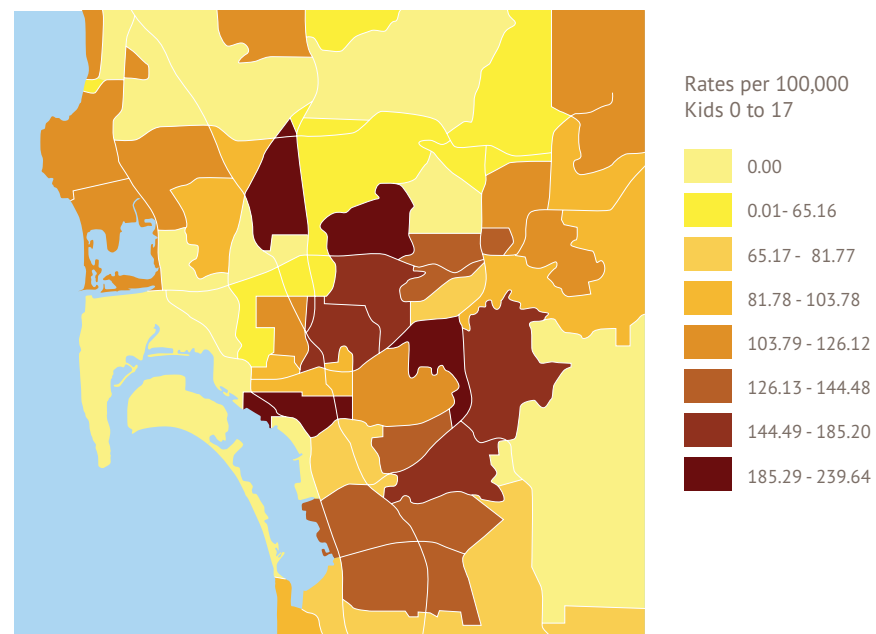 Rates per 100,000
Kids 0 to 17
0.00
0.01- 65.16
65.17 - 81.77
81.78 - 103.78
103.79 - 126.12
126.13 - 144.48
144.49 - 185.20
185.29 - 239.64